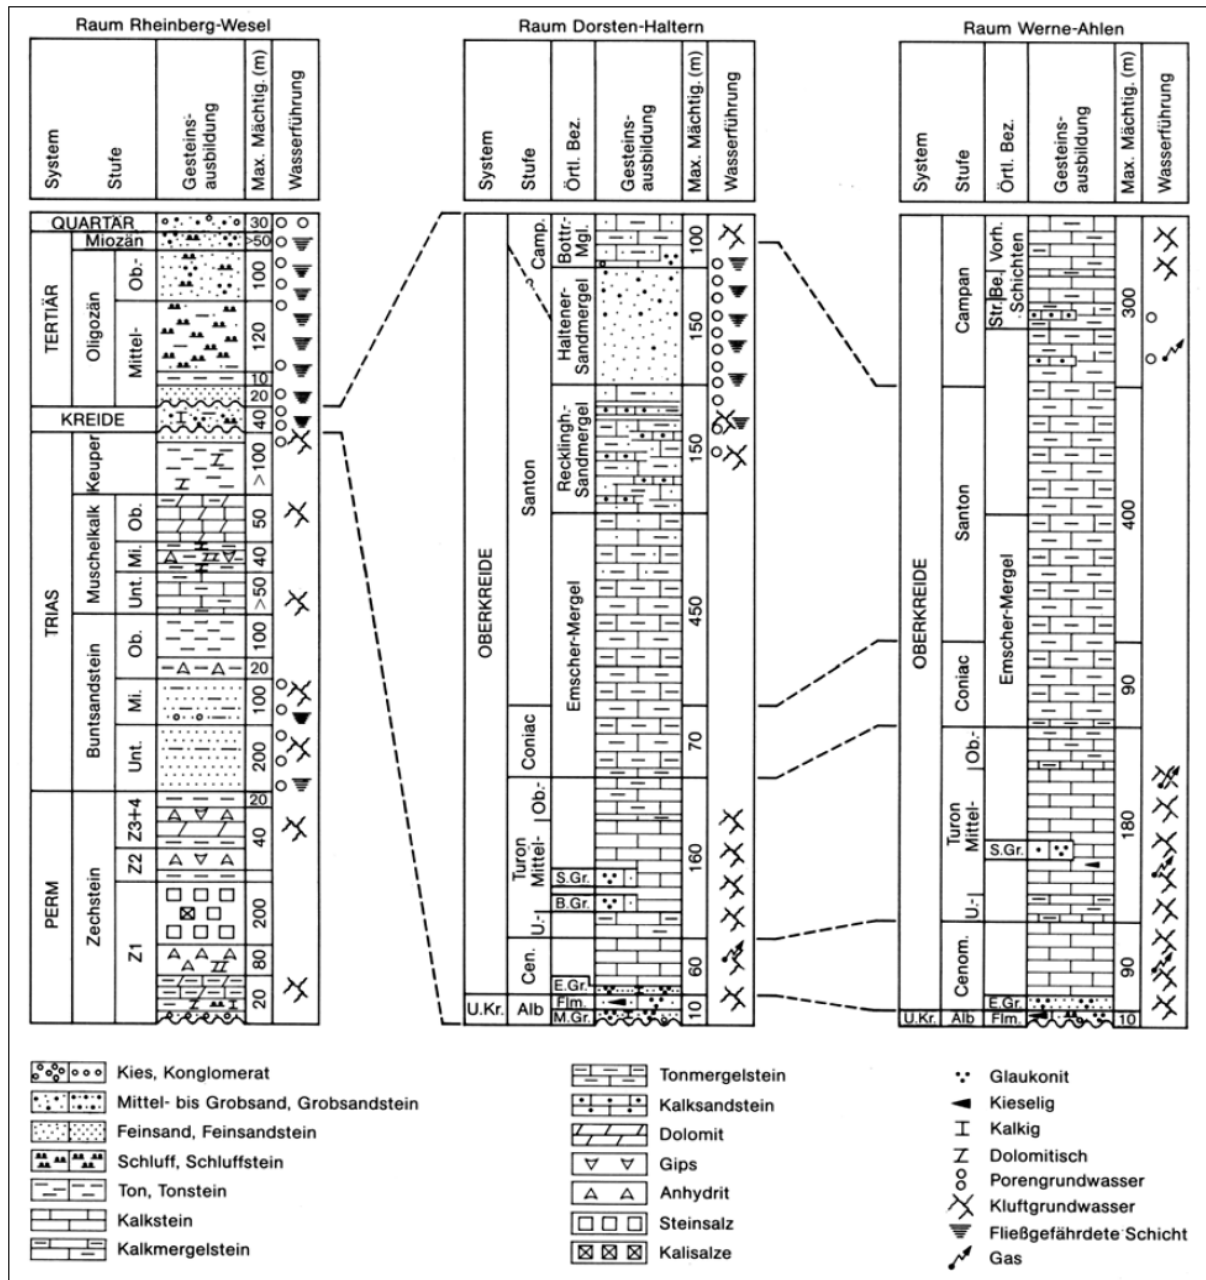 Raum Rheinberg-Wesel
System
Stufe
Gesteins-
ausbildung
Max. Mächtig. (m)
Wasserführung
QUARTÄR
30
TERTIÄR
Miozän
>50
Oligozän
Ob.-
100
Mittel-
120
10
20
KREIDE
40
TRIAS
Keuper
> 100
Muschelkalk
Ob.
50
Mi.
40
Unt.
> 50
Buntsandstein
Ob.
100
20
Mi.
100
Unt.
200
PERM
Zechstein
Z3+4
20
40
Z2
Z1
200
80
20
Raum Dorsten-Haltern
System
Stufe
Örtl. Bez.
Gesteins-
ausbildung
Max. Mächtig. (m)
Wasserführung
OBERKREIDE
Camp.
Bottr.-
Mgl.
100
Santon
Haltener-
Sandmergel
150
Recklingh.-
Sandmergel
150
Emscher-Mergel
450
Coniac
70
Turon
Ob.-
Mittel-
U.-
160
S.Gr.
B.Gr.
Cen.
60
E.Gr.
U.Kr.
Alb
Flm.
M.Gr.
10
Raum Werne-Ahlen
System
Stufe
Örtl. Bez.
Gesteins-
ausbildung
Max. Mächtig. (m)
Wasserführung
OBERKREIDE
Campan
Str. Be. Vorh.
Schichten
300
Santon
400
Emscher-Mergel
Coniac
90
Turon
Ob.-
Mittel-
U.-
180
S.Gr.
Cenom.
90
E.Gr.
U.Kr.
Alb
Flm.
10
Kies, Konglomerat
Mittel- bis Grobsand, Grobsandstein
Feinsand, Feinsandstein
Schluff, Schluffstein
Ton, Tonstein
Kalkstein
Kalkmergelstein
Tonmergelstein
Kalksandstein
Dolomit
Gips
Anhydrit
Steinsalz
Kalisalze
Glaukonit
Kieselig
Kalkig
Dolomitisch
Porengrundwasser
Kluftgrundwasser
Fließgefährdete Schicht
Gas